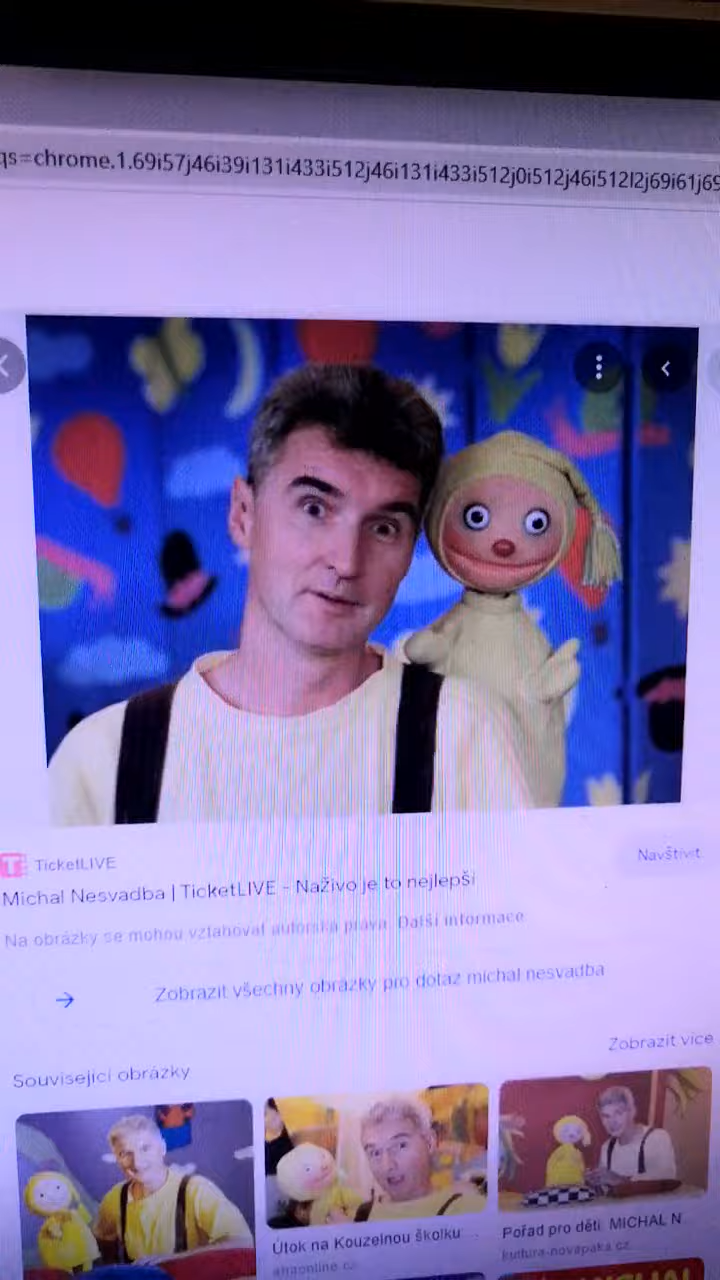 qs=chrome.1.69i57j46i39i131i433i512j46i131i433i512j0i512j46i512l2j69i61j69
TicketLIVE
Navštívit
Michal Nesvadba | TicketLIVE - Naživo je to nejlepší
Na obrázky se mohou vztahovat autorská práva. Další informace
Zobrazit všechny obrázky pro dotaz michal nesvadba
Zobrazit více
Související obrázky
Útok na Kouzelnou školku ...
ahaonline.cz
Pořad pro děti: MICHAL N
kultura-novapaka.cz